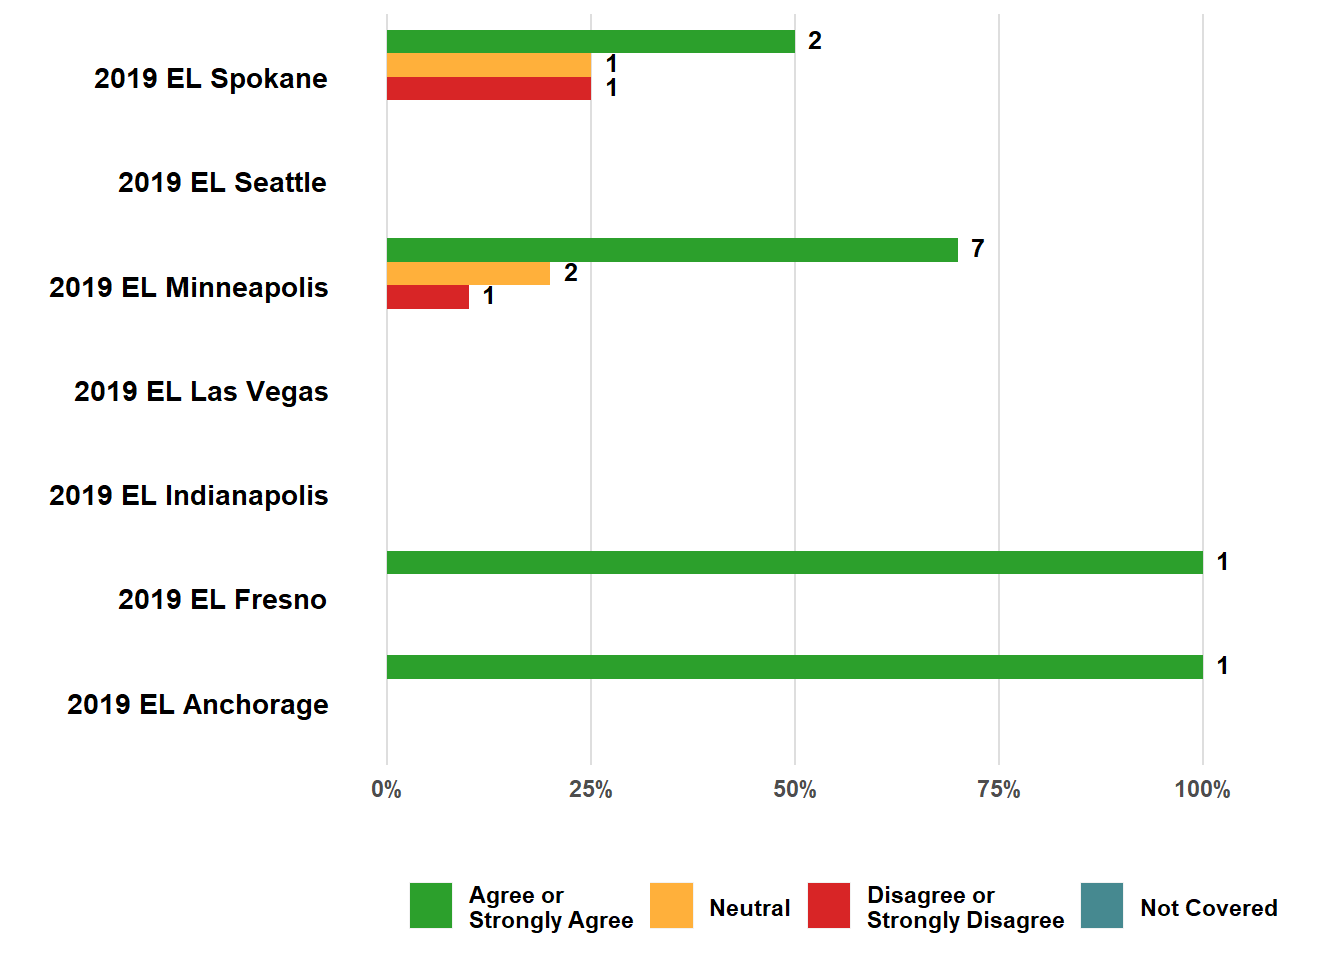 2
1
2019 EL Spokane
1
2019 EL Seattle
7
2
2019 EL Minneapolis
1
2019 EL Las Vegas
2019 EL Indianapolis
1
2019 EL Fresno
1
2019 EL Anchorage
0% 25% 50% 75% 100%
Agree or
Strongly Agree
Neutral
Disagree or
Strongly Disagree
Not Covered